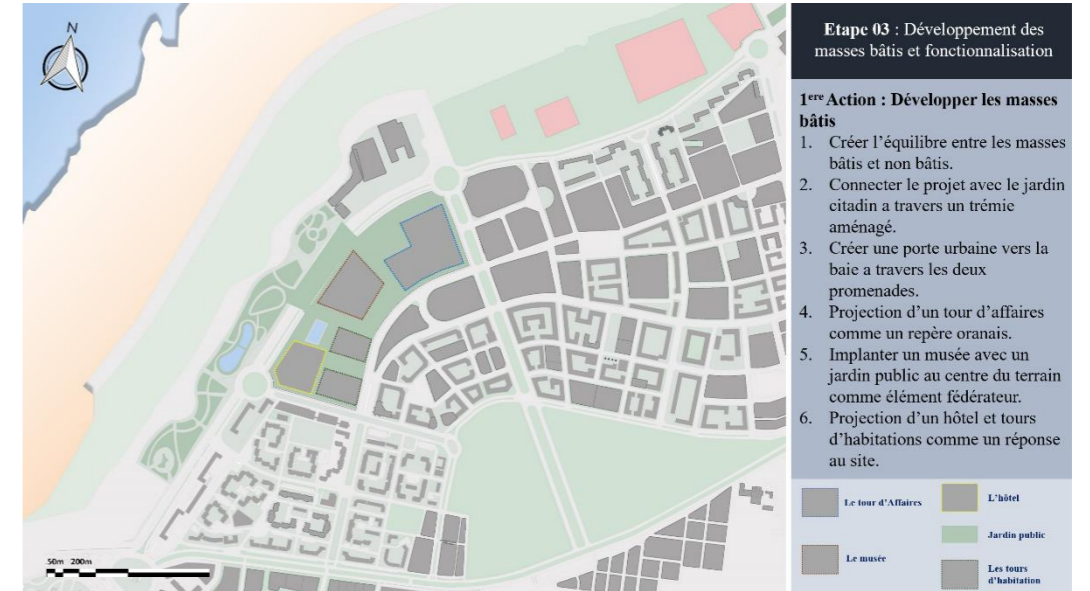 N
50m 200m
Etape 03 : Développement des
masses bâtis et fonctionnalisation
1ere Action : Développer les masses
bâtis
1. Créer l'équilibre entre les masses
bâtis et non bâtis.
2. Connecter le projet avec le jardin
citadin a travers un trémie
aménagé.
3. Créer une porte urbaine vers la
baie a travers les deux
promenades.
4. Projection d'un tour d'affaires
comme un repère oranais.
5. Implanter un musée avec un
jardin public au centre du terrain
comme élément fédérateur.
6. Projection d'un hôtel et tours
d'habitations comme un réponse
au site.
Le tour d'Affaires
L'hôtel
Jardin public
Le musée
Les tours
d'habitation